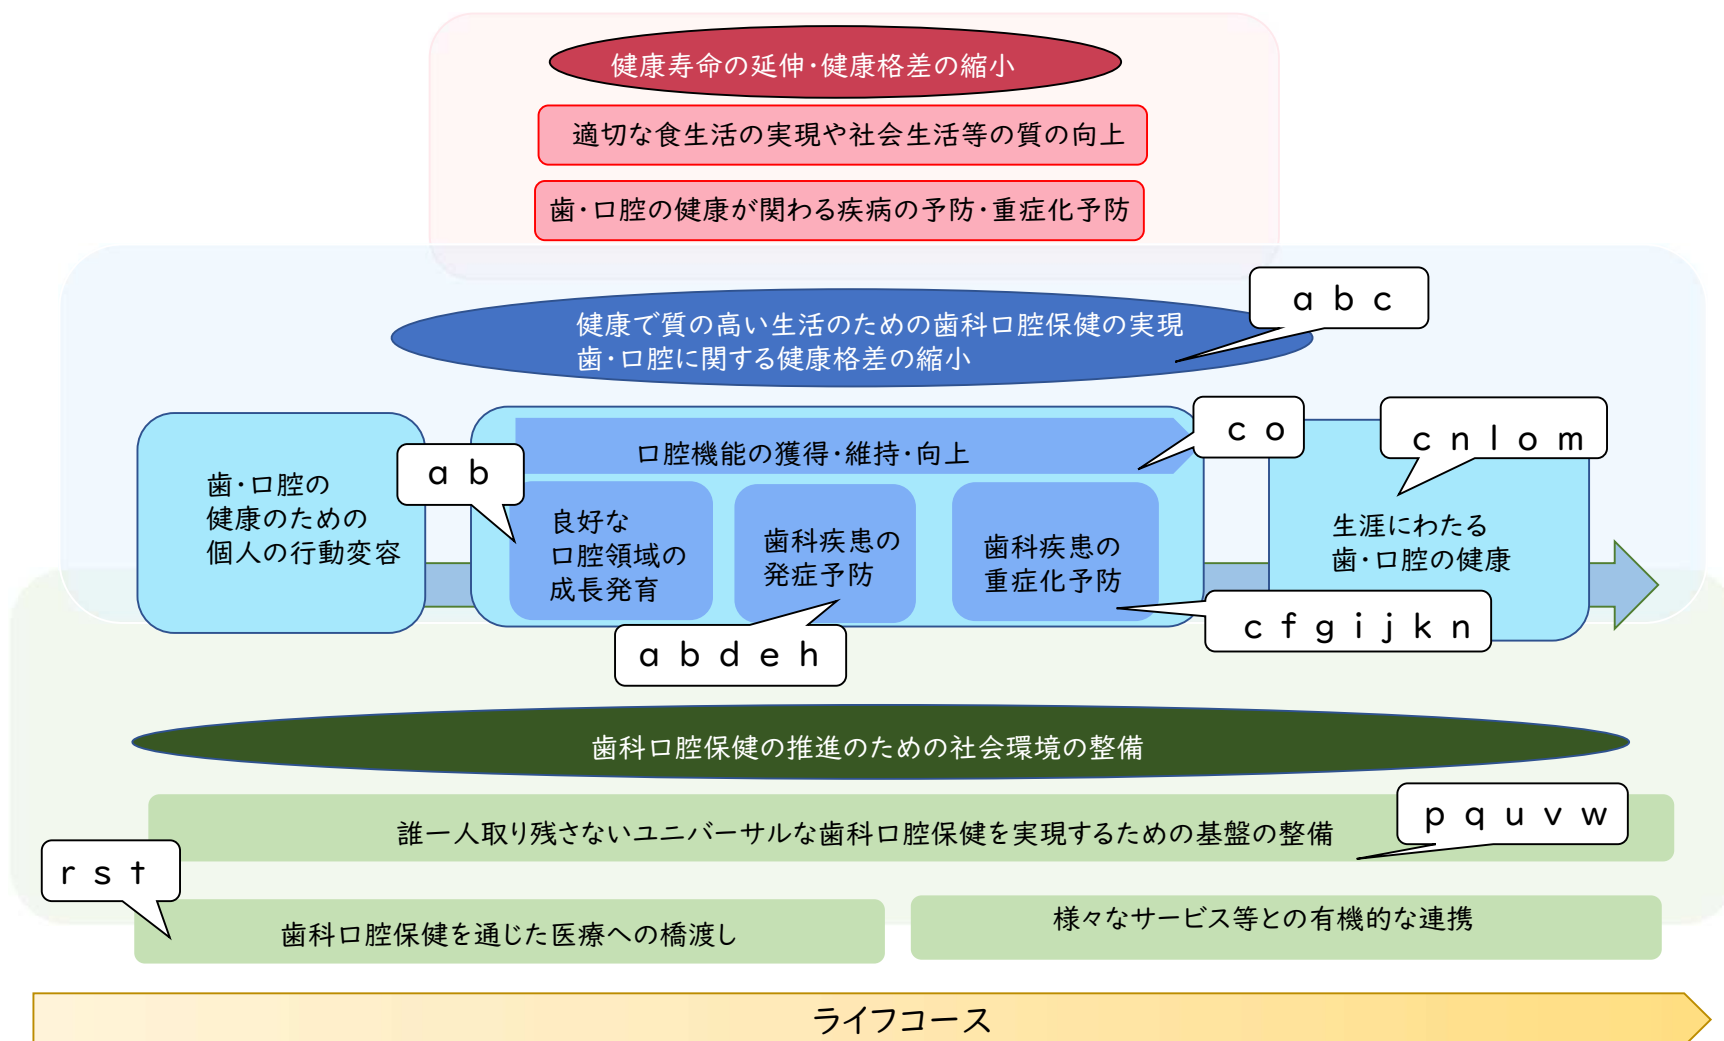 健康寿命の延伸・健康格差の縮小
適切な食生活の実現や社会生活等の質の向上
歯・口腔の健康が関わる疾病の予防・重症化予防
a b c
健康で質の高い生活のための歯科口腔保健の実現
歯・口腔に関する健康格差の縮小
歯・口腔の
健康のための
個人の行動変容
a b
口腔機能の獲得・維持・向上
c o
良好な
口腔領域の
成長発育
歯科疾患の
発症予防
歯科疾患の
重症化予防
a b d e h
c f g i j k n
c n l o m
生涯にわたる
歯・口腔の健康
歯科口腔保健の推進のための社会環境の整備
誰一人取り残さないユニバーサルな歯科口腔保健を実現するための基盤の整備
p q u v w
r s t
歯科口腔保健を通じた医療への橋渡し
様々なサービス等との有機的な連携
ライフコース